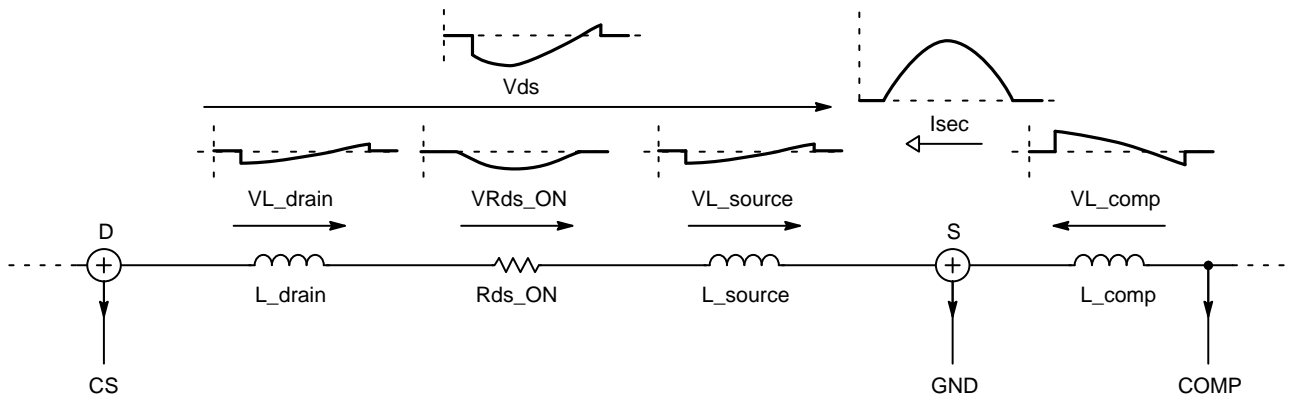 Vds
Isec
VL_drain VRds_ON VL_source VL_comp
D S
L_drain Rds_ON L_source L_comp
CS GND COMP